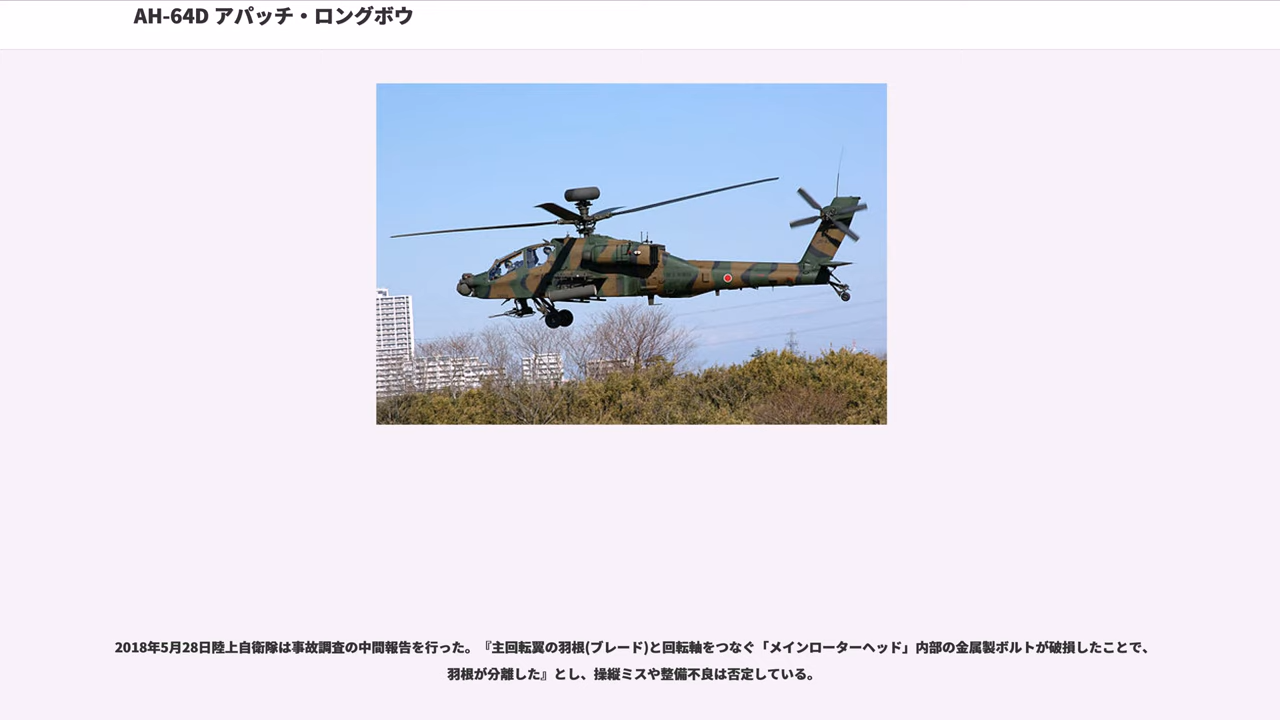 AH-64D アパッチ・ロングボウ
2018年5月28日陸上自衛隊は事故調査の中間報告を行った。『主回転翼の羽根(ブレード)と回転軸をつなぐ「メインローターヘッド」内部の金属製ボルトが破損したことで、
羽根が分離した』とし、操縦ミスや整備不良は否定している。